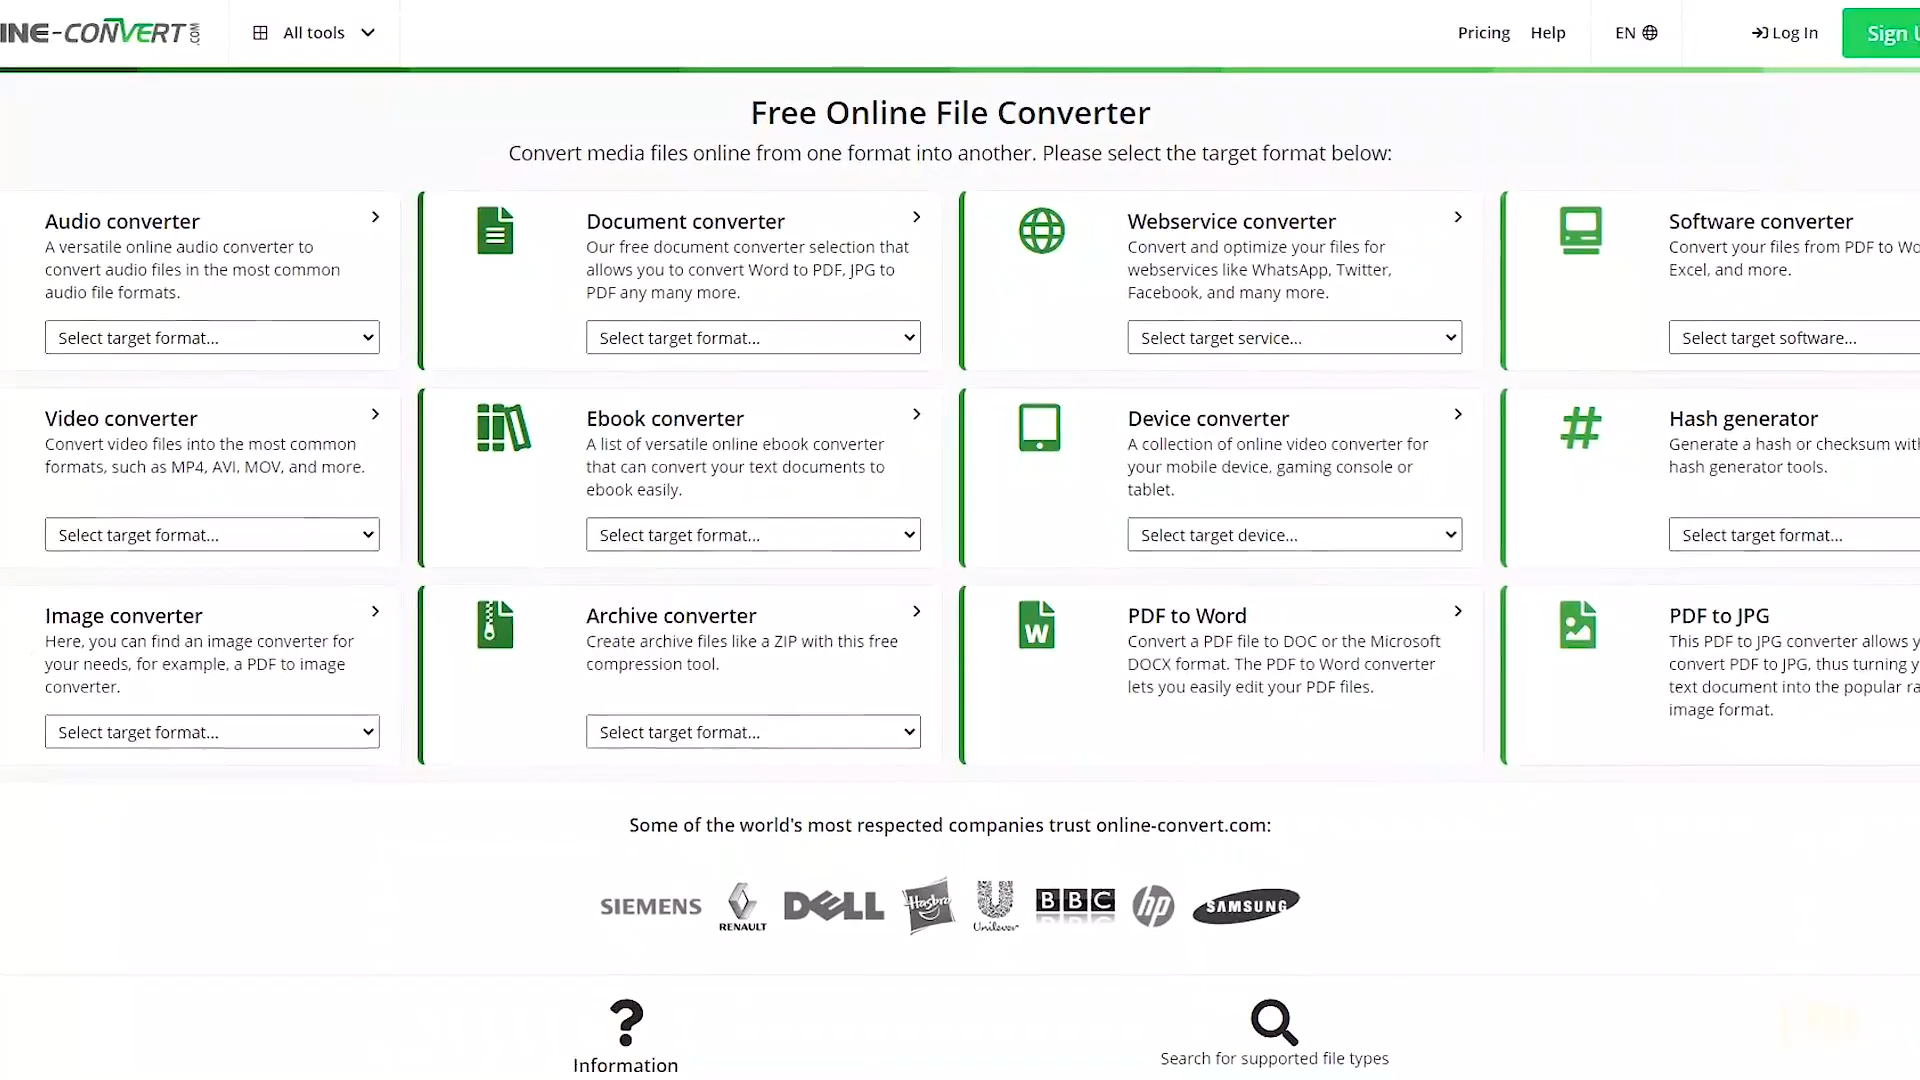 INE-CONVERT.COM
All tools
Pricing
Help
EN
Log In
Sign
Free Online File Converter
Convert media files online from one format into another. Please select the target format below:
Audio converter
A versatile online audio converter to
convert audio files in the most common
audio file formats.
Select target format...
Document converter
Our free document converter selection that
allows you to convert Word to PDF, JPG to
PDF any many more.
Select target format...
Webservice converter
Convert and optimize your files for
webservices like WhatsApp, Twitter,
Facebook, and many more.
Select target service...
Software converter
Convert your files from PDF to
Excel, and more.
Select target software...
Video converter
Convert video files into the most common
formats, such as MP4, AVI, MOV, and more.
Select target format...
Ebook converter
A list of versatile online ebook converter
that can convert your text documents to
ebook easily.
Select target format...
Device converter
A collection of online video converter for
your mobile device, gaming console or
tablet.
Select target device...
Hash generator
Generate a hash or checksum
hash generator tools.
Select target format...
Image converter
Here, you can find an image converter for
your needs, for example, a PDF to image
converter.
Select target format...
Archive converter
Create archive files like a ZIP with this free
compression tool.
Select target format...
W
PDF to Word
Convert a PDF file to DOC or the Microsoft
DOCX format. The PDF to Word converter
lets you easily edit your PDF files.
PDF to JPG
This PDF to JPG converter allows
convert PDF to JPG, thus turning
text document into the popular
image format.
Some of the world's most respected companies trust online-convert.com:
SIEMENS
RENAULT
DELL
Hasbro
Unilever
BBC
hp
SAMSUNG
Information
Search for supported file types